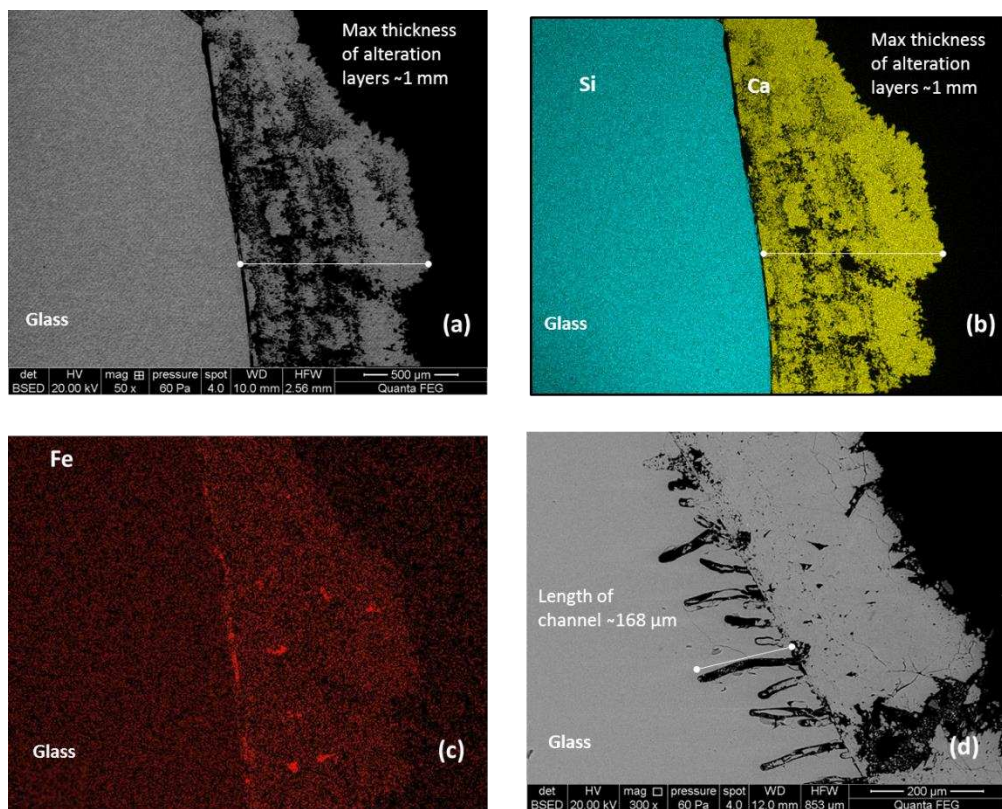 Max thickness
of alteration
layers ~1 mm
Glass
(a)
det HV mag ⊞ pressure spot WD HFW 500 µm
BSED 20.00 kV 50 x 60 Pa 4.0 10.0 mm 2.56 mm Quanta FEG
Si
Ca
Max thickness
of alteration
layers ~1 mm
Glass
(b)
Fe
Glass
(c)
Length of
channel ~168 µm
Glass
(d)
det HV mag □ pressure spot WD HFW 200 µm
BSED 20.00 kV 300 x 60 Pa 4.0 12.0 mm 853 µm Quanta FEG